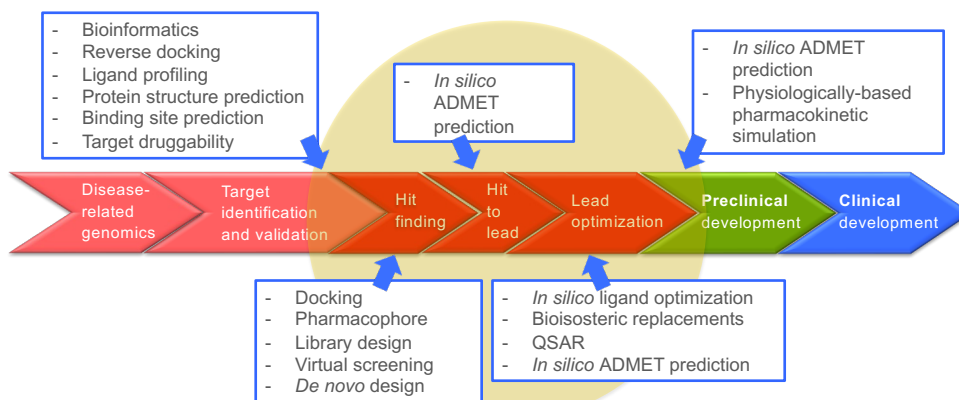 - Bioinformatics
- Reverse docking
- Ligand profiling
- Protein structure prediction
- Binding site prediction
- Target druggability
- In silico
ADMET
prediction
- In silico ADMET
prediction
- Physiologically-based
pharmacokinetic
simulation
Disease-
related
genomics
Target
identification
and validation
Hit
finding
Hit
to
lead
Lead
optimization
Preclinical
development
Clinical
development
- Docking
- Pharmacophore
- Library design
- Virtual screening
- De novo design
- In silico ligand optimization
- Bioisosteric replacements
- QSAR
- In silico ADMET prediction